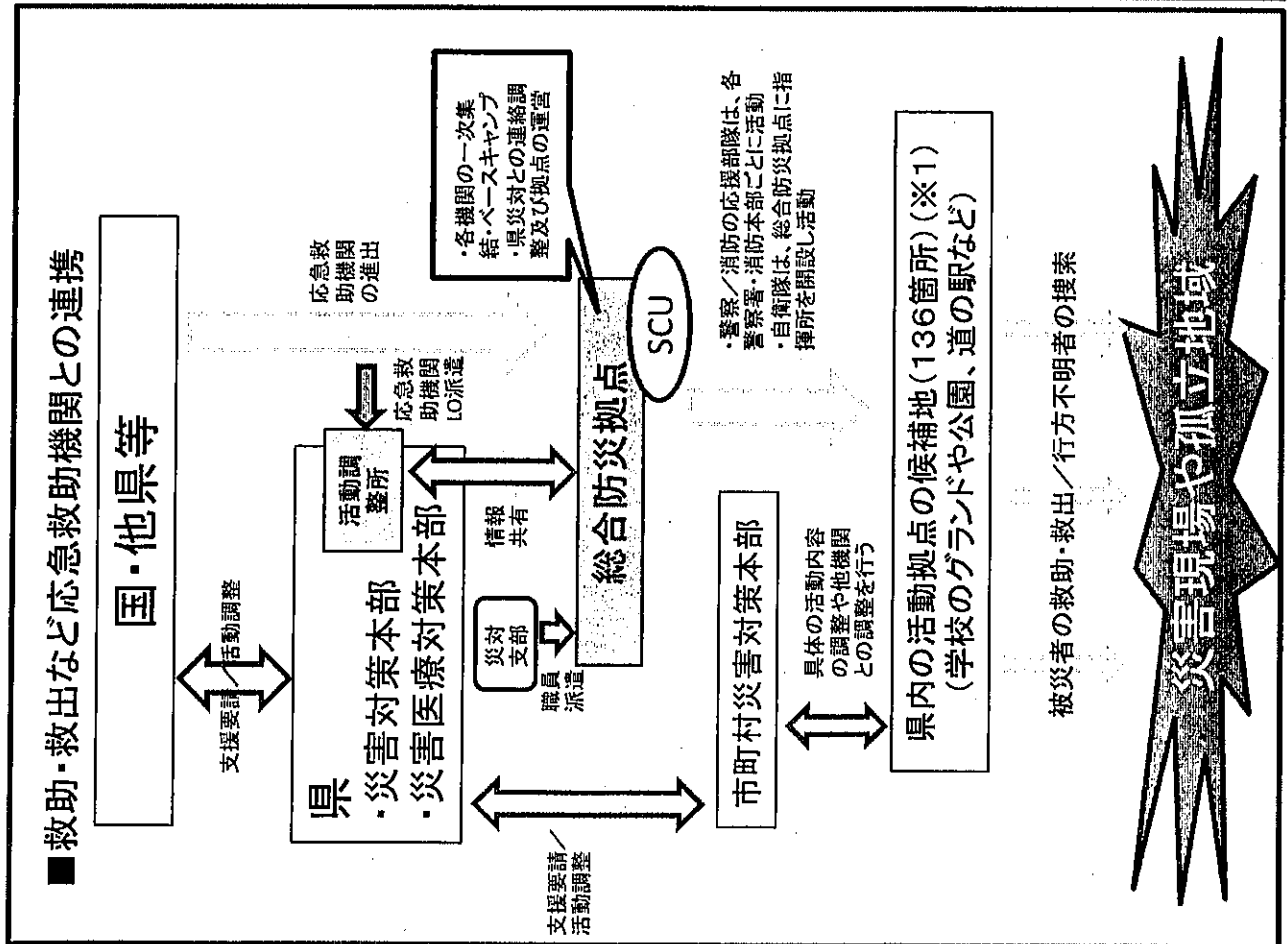 ■救助・救出など応急救助機関との連携
国・他県等
支援要請／活動調整
応急救
助機関
の進出
県
・災害対策本部
・災害医療対策本部
活動調
整所
応急救
助機関
LO派遣
・各機関の一次集
結・ベースキャンプ
・県災対との連絡調
整及び拠点の運営
情報
共有
災対
支部
職員
派遣
総合防災拠点
SCU
支援要請／
活動調整
・警察／消防の応援部隊は、各
警察署・消防本部ごとに活動
・自衛隊は、総合防災拠点に指
揮所を開設し活動
市町村災害対策本部
具体の活動内容
の調整や他機関
との調整を行う
県内の活動拠点の候補地(136箇所)(※1)
(学校のグランドや公園、道の駅など)
被災者の救助・救出／行方不明者の捜索
災害現場や孤立地域